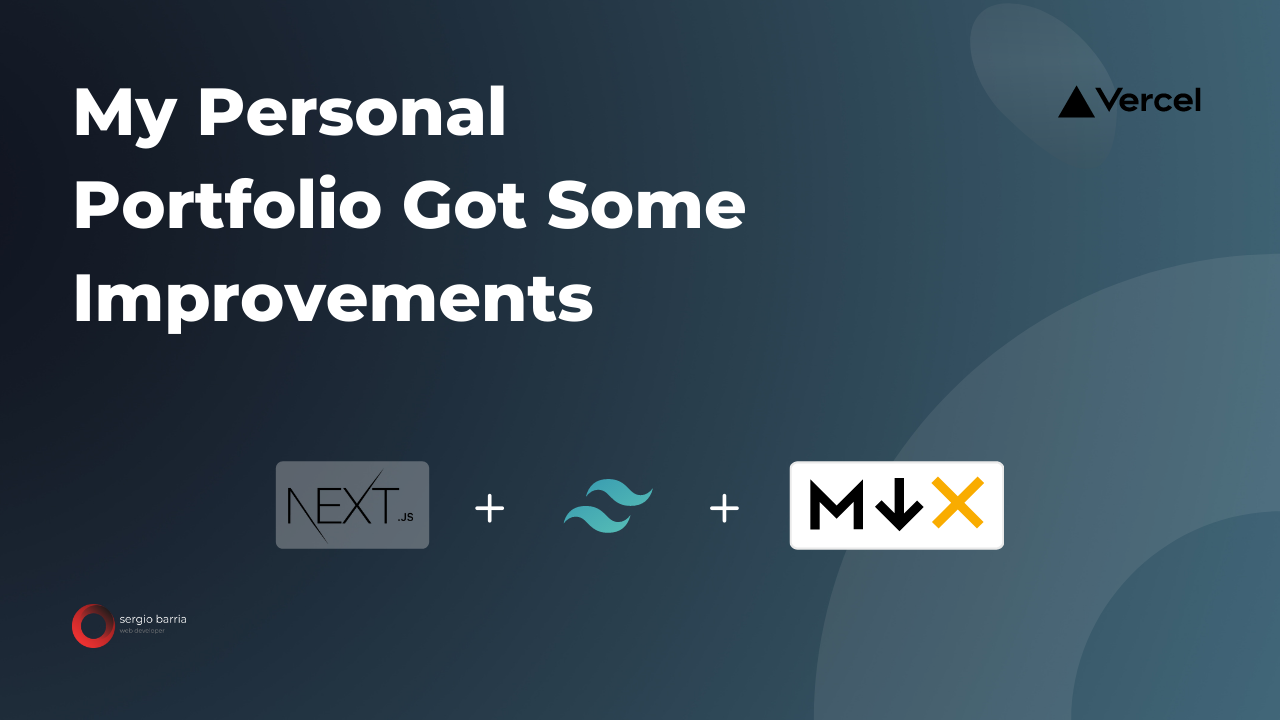 My Personal
Portfolio Got Some
Improvements
Vercel
NEXT.JS + + M↓X
sergio barria
web developer